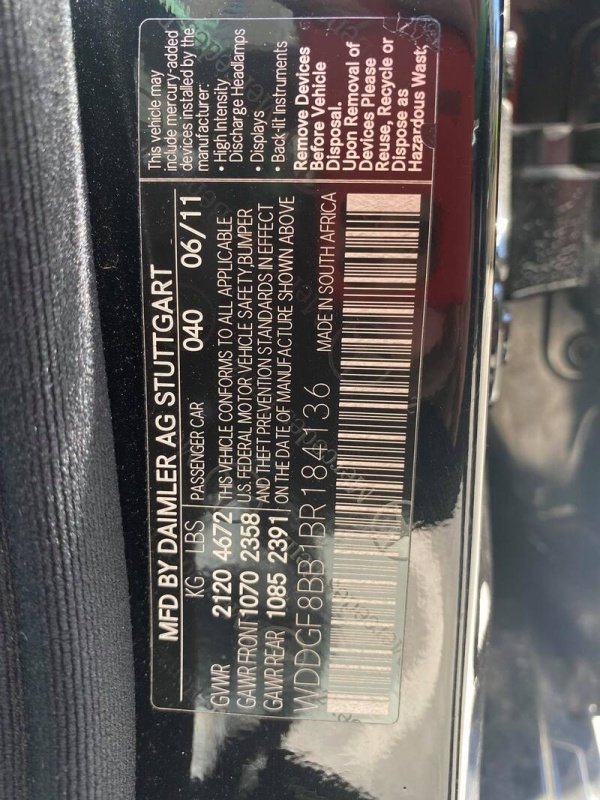 MFD BY DAIMLER AG STUTTGART
KG LBS PASSENGER CAR 040 06/11
GVWR 2120 4672 THIS VEHICLE CONFORMS TO ALL APPLICABLE
GAWR FRONT 1070 2358 U.S. FEDERAL MOTOR VEHICLE SAFETY, BUMPER
GAWR REAR 1085 2391 AND THEFT PREVENTION STANDARDS IN EFFECT
ON THE DATE OF MANUFACTURE SHOWN ABOVE
WDDGF8BB1BR184136 MADE IN SOUTH AFRICA
This vehicle may
include mercury-added
devices installed by the
manufacturer:
• High Intensity
Discharge Headlamps
• Displays
• Back-lit Instruments
Remove Devices
Before Vehicle
Disposal.
Upon Removal of
Devices Please
Reuse, Recycle or
Dispose as
Hazardous Waste.